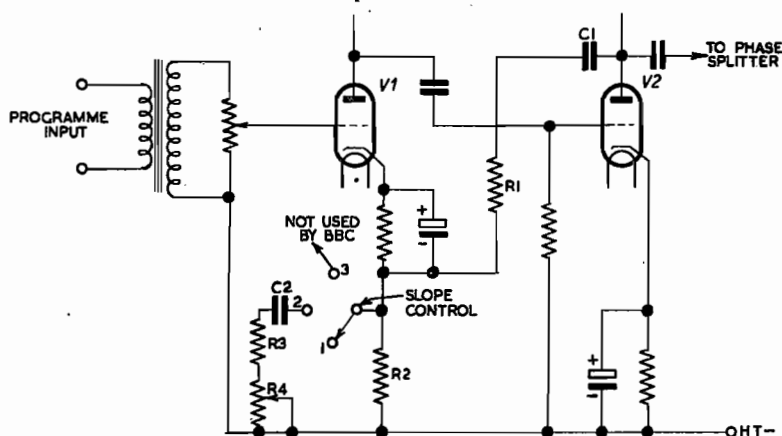 C1
TO PHASE
SPLITTER
V1
V2
PROGRAMME
INPUT
R1
NOT USED
BY BBC
+
-
3
C2
2
SLOPE
CONTROL
1
R3
R2
R4
+
-
HT-